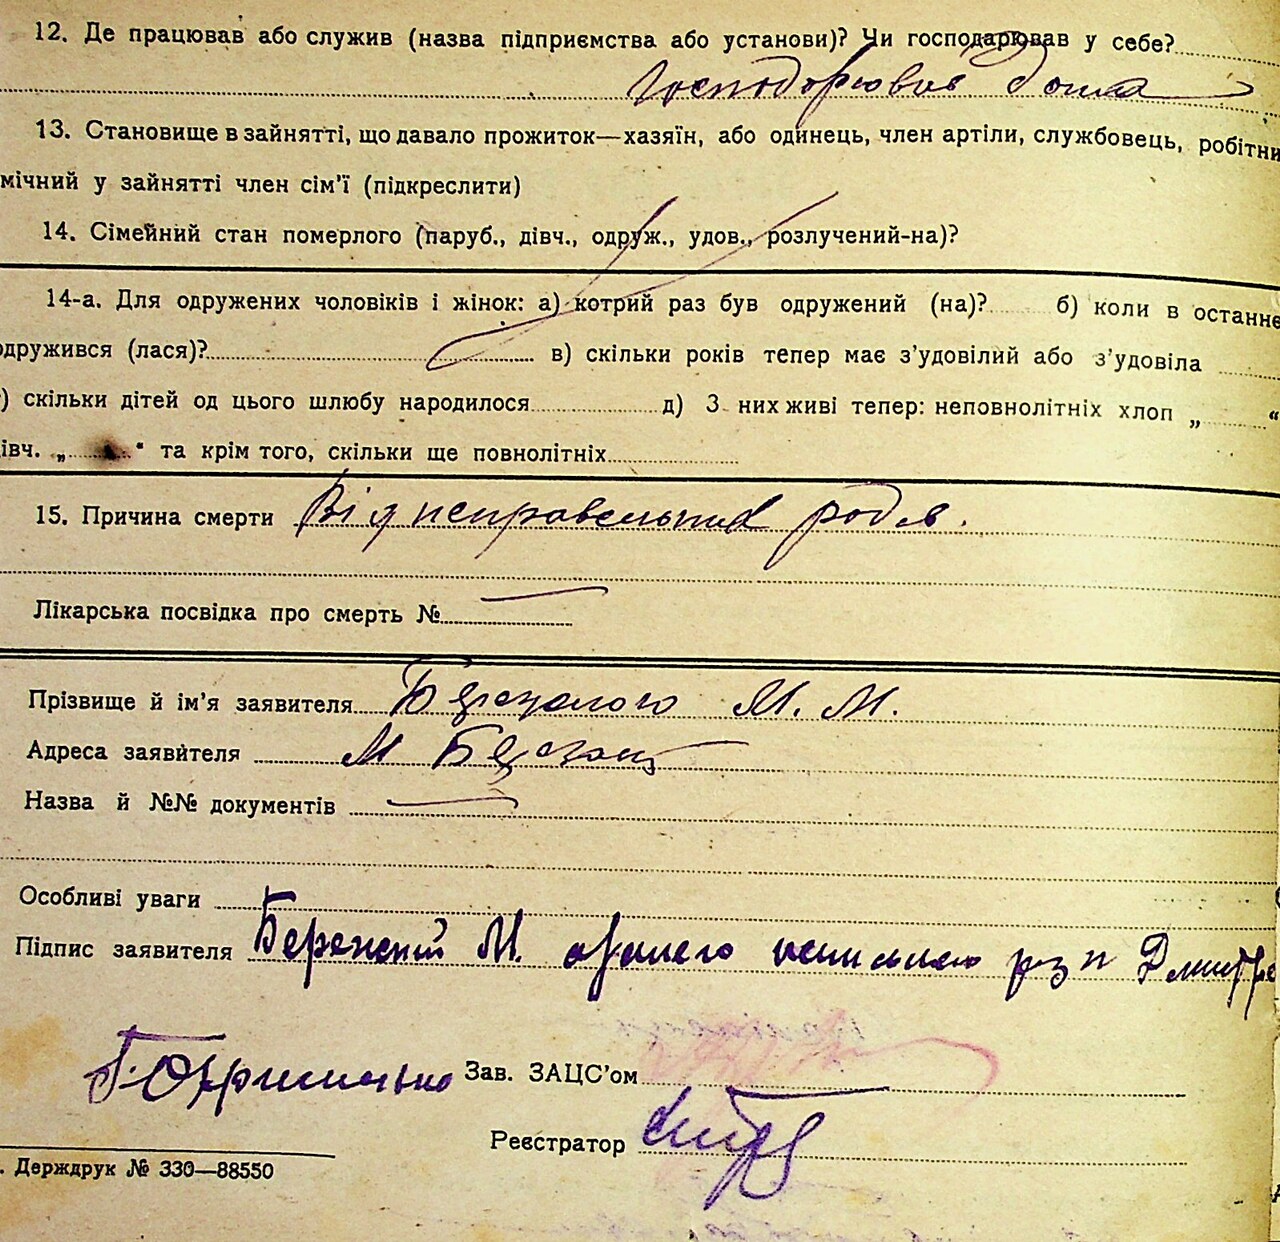 12. Де працював або служив (назва підприємства або установи)? Чи господарював у себе?
Господорював дома
13. Становище в зайнятті, що давало прожиток—хазяїн, або одинець, член артіли, службовець, робітни
мічний у зайнятті член сім'ї (підкреслити)
14. Сімейний стан померлого (паруб., дівч., одруж., удов., розлучений-на)?
14-а. Для одружених чоловіків і жінок: а) котрий раз був одружений (на)? б) коли в останнє
одружився (лася)? в) скільки років тепер має з'удовілий або з'удовіла
) скільки дітей од цього шлюбу народилося д) З них живі тепер: неповнолітніх хлоп „ “
івч. „ “ та крім того, скільки ще повнолітніх
15. Причина смерти Від неправельних родів.
Лікарська посвідка про смерть №
Прізвище й ім'я заявителя М. М.
Адреса заявителя М
Назва й №№ документів
Особливі уваги
Підпис заявителя М.
Зав. ЗАЦС'ом
Реєстратор
. Держдрук № 330—88550